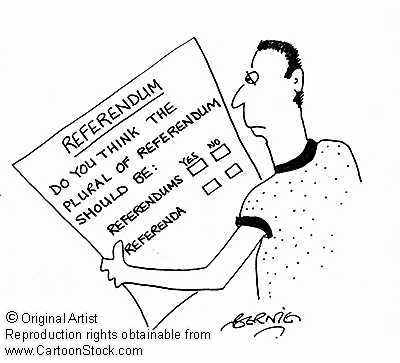 REFERENDUM
DO YOU THINK THE
PLURAL OF REFERENDUM
SHOULD BE:
YES NO
REFERENDUMS
REFERENDA
BERNIE
© Original Artist
Reproduction rights obtainable from
www.CartoonStock.com